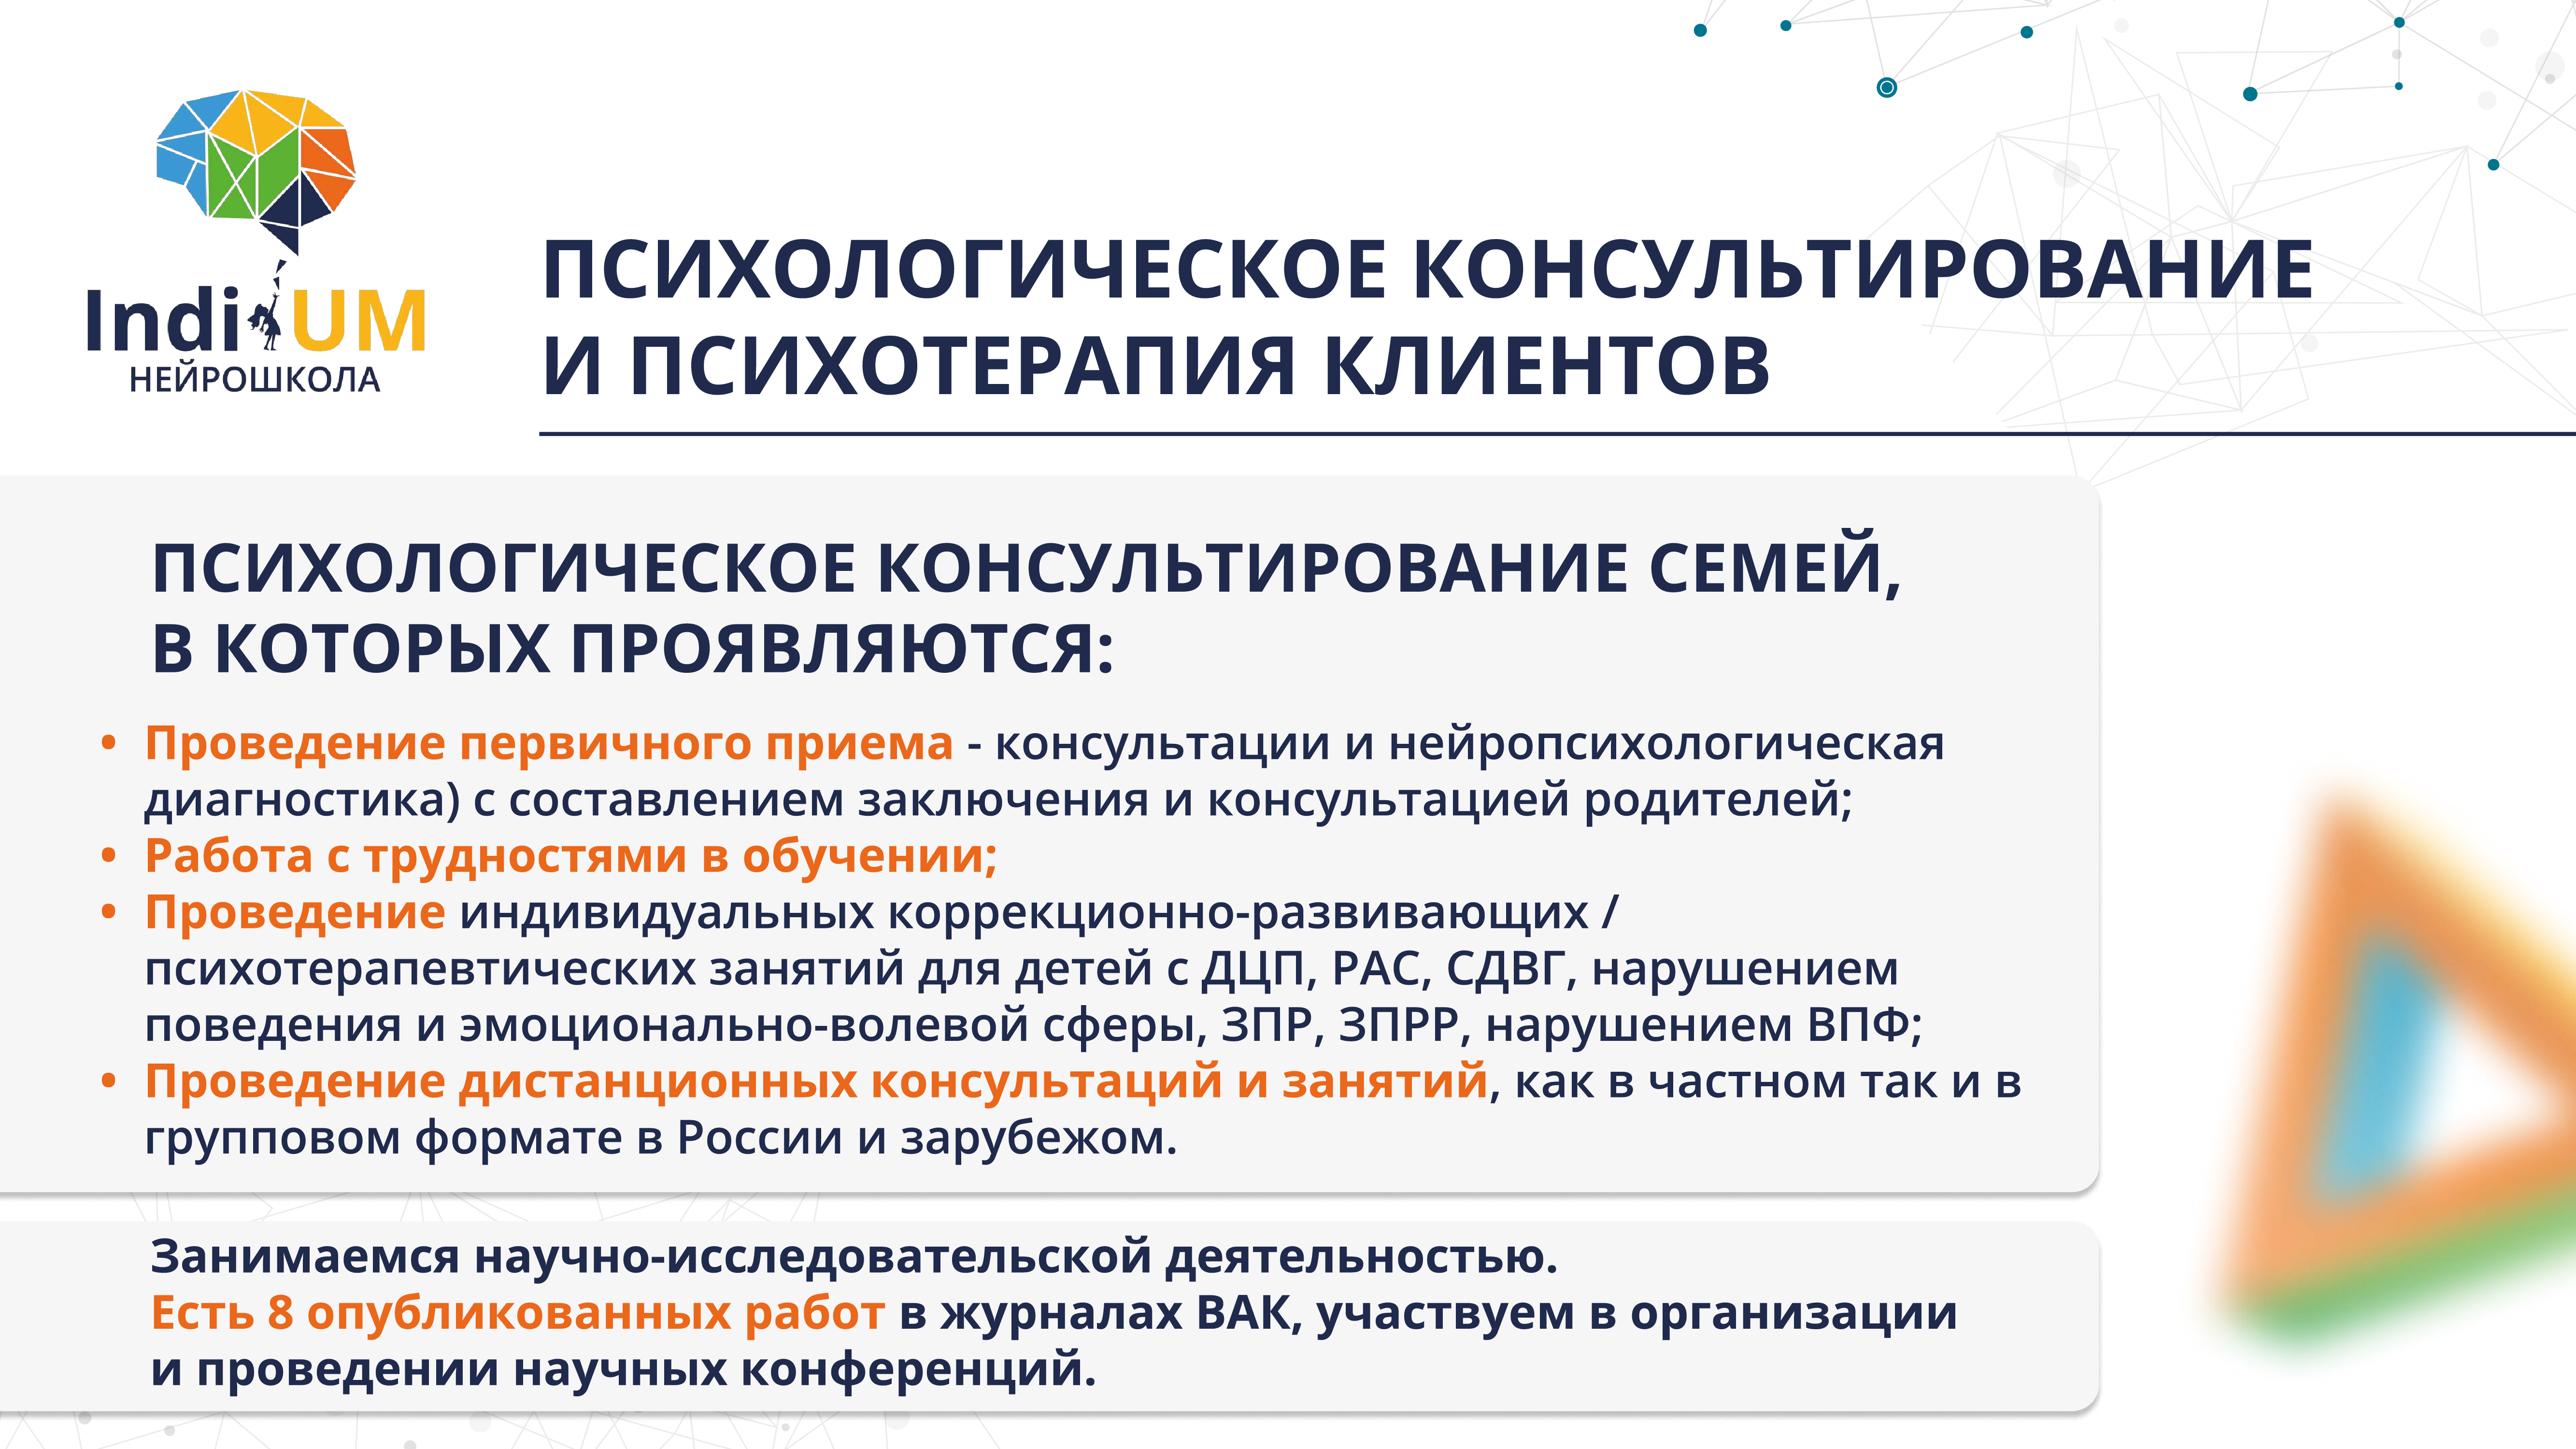 IndiUM
НЕЙРОШКОЛА
ПСИХОЛОГИЧЕСКОЕ КОНСУЛЬТИРОВАНИЕ
И ПСИХОТЕРАПИЯ КЛИЕНТОВ
ПСИХОЛОГИЧЕСКОЕ КОНСУЛЬТИРОВАНИЕ СЕМЕЙ,
В КОТОРЫХ ПРОЯВЛЯЮТСЯ:
• Проведение первичного приема - консультации и нейропсихологическая
диагностика) с составлением заключения и консультацией родителей;
• Работа с трудностями в обучении;
• Проведение индивидуальных коррекционно-развивающих /
психотерапевтических занятий для детей с ДЦП, РАС, СДВГ, нарушением
поведения и эмоционально-волевой сферы, ЗПР, ЗПРР, нарушением ВПФ;
• Проведение дистанционных консультаций и занятий, как в частном так и в
групповом формате в России и зарубежом.
Занимаемся научно-исследовательской деятельностью.
Есть 8 опубликованных работ в журналах ВАК, участвуем в организации
и проведении научных конференций.